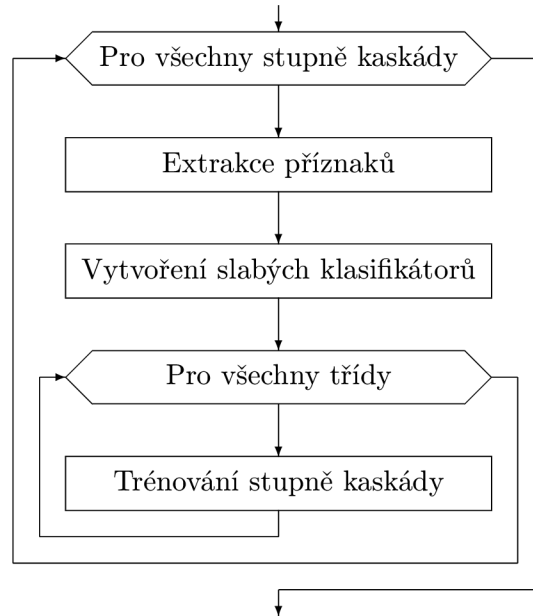 Pro všechny stupně kaskády
Extrakce příznaků
Vytvoření slabých klasifikátorů
Pro všechny třídy
Trénování stupně kaskády